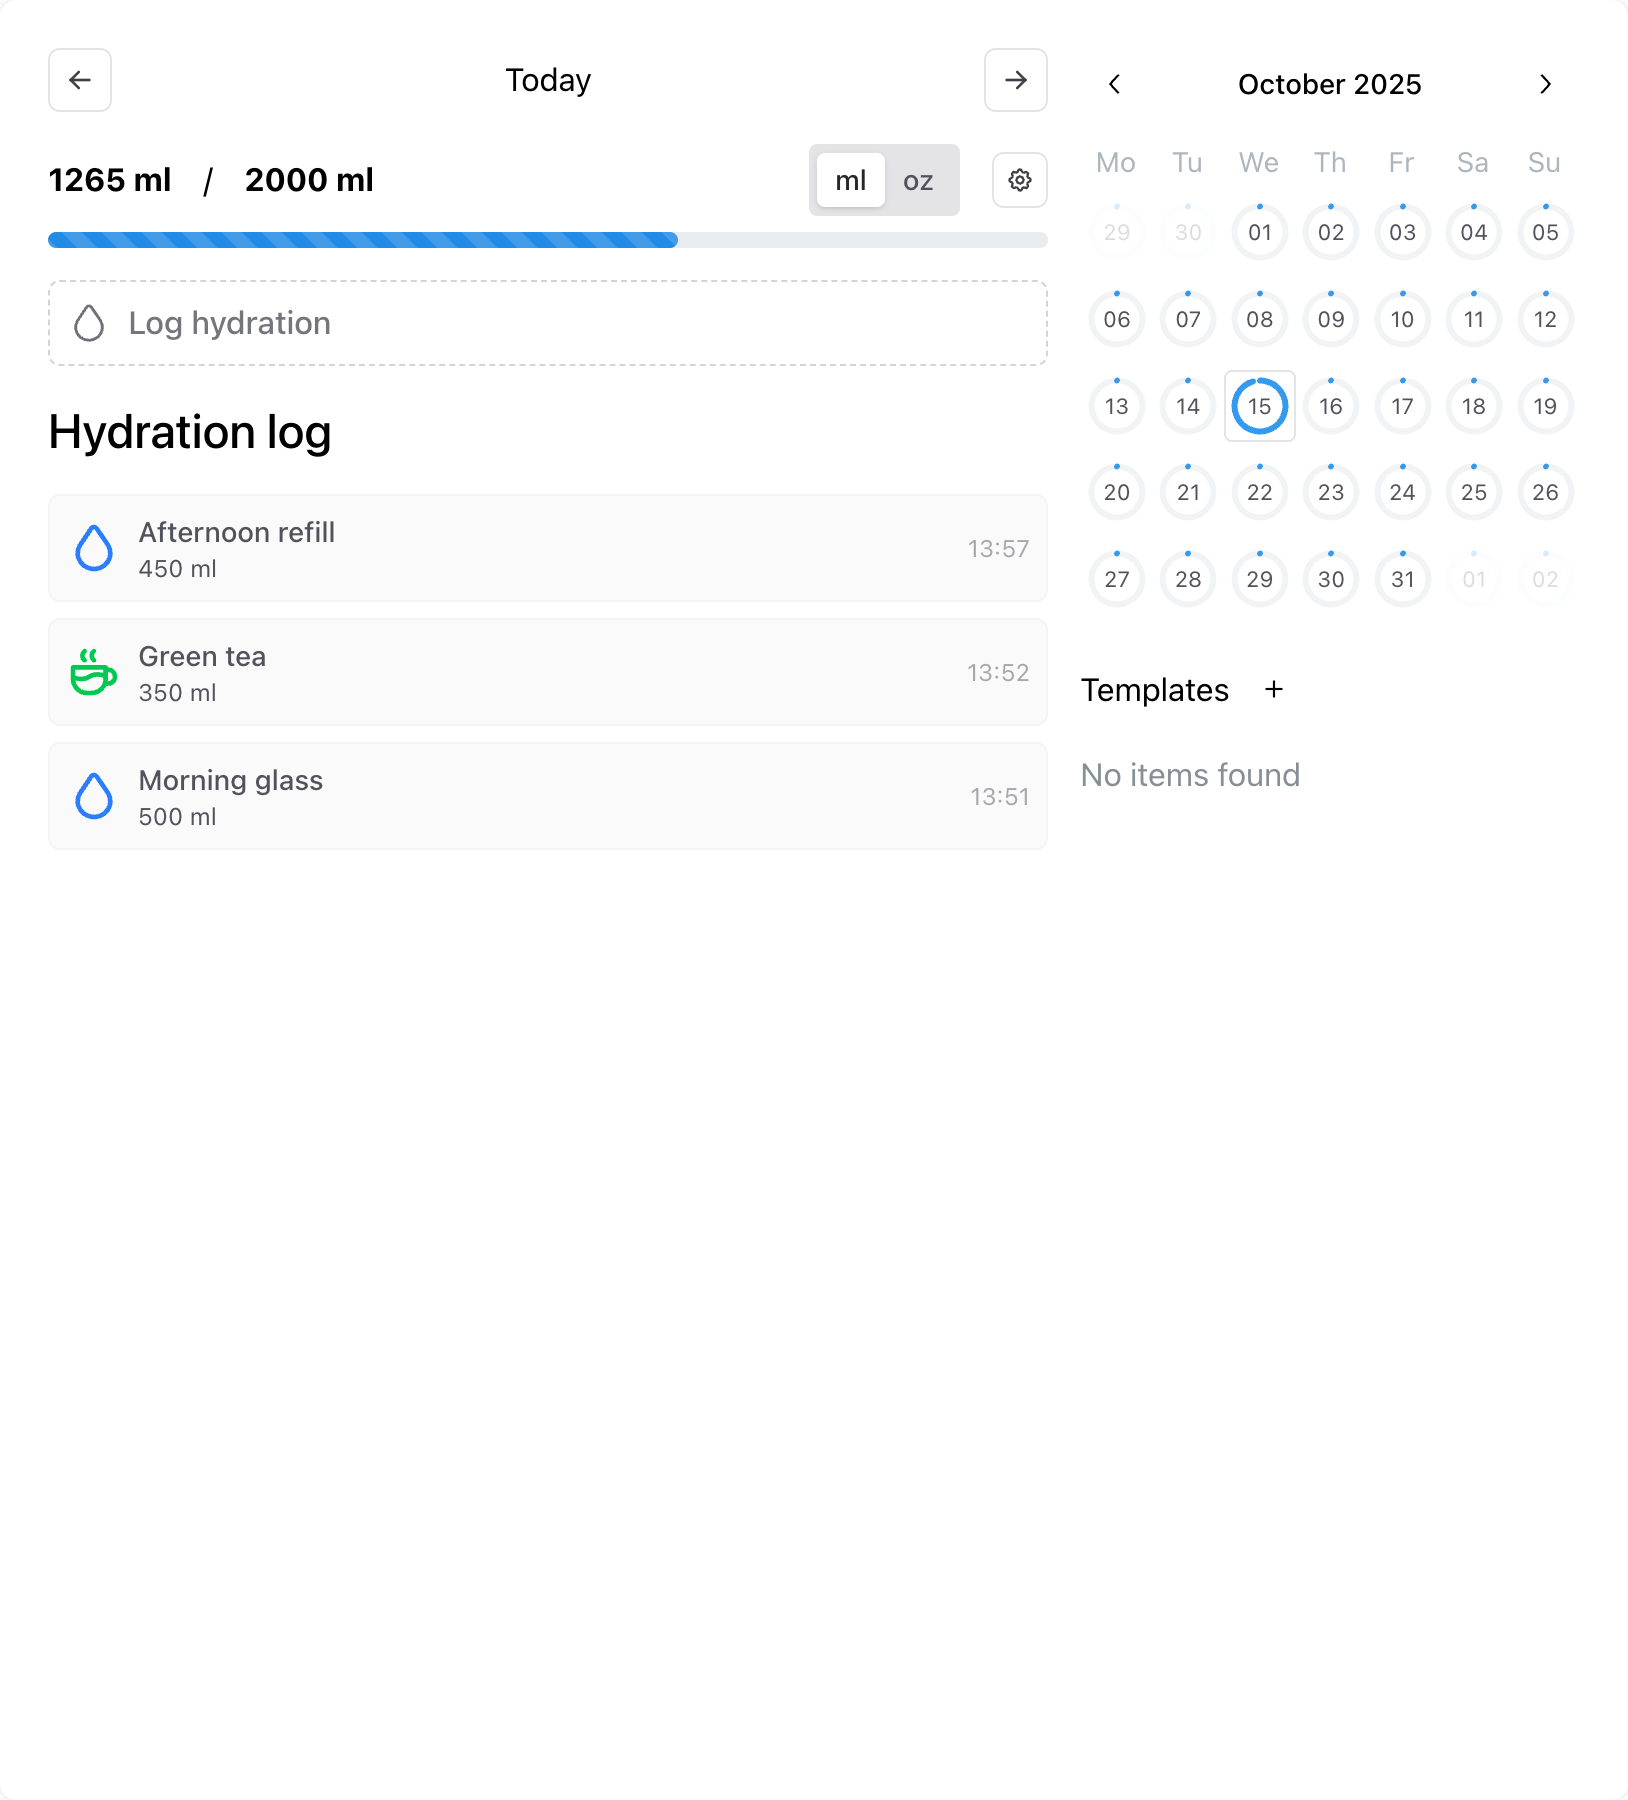 Today
1265 ml / 2000 ml
ml oz
Log hydration
Hydration log
Afternoon refill
450 ml
13:57
Green tea
350 ml
13:52
Morning glass
500 ml
13:51
October 2025
Mo Tu We Th Fr Sa Su
29 30 01 02 03 04 05
06 07 08 09 10 11 12
13 14 15 16 17 18 19
20 21 22 23 24 25 26
27 28 29 30 31 01 02
Templates +
No items found